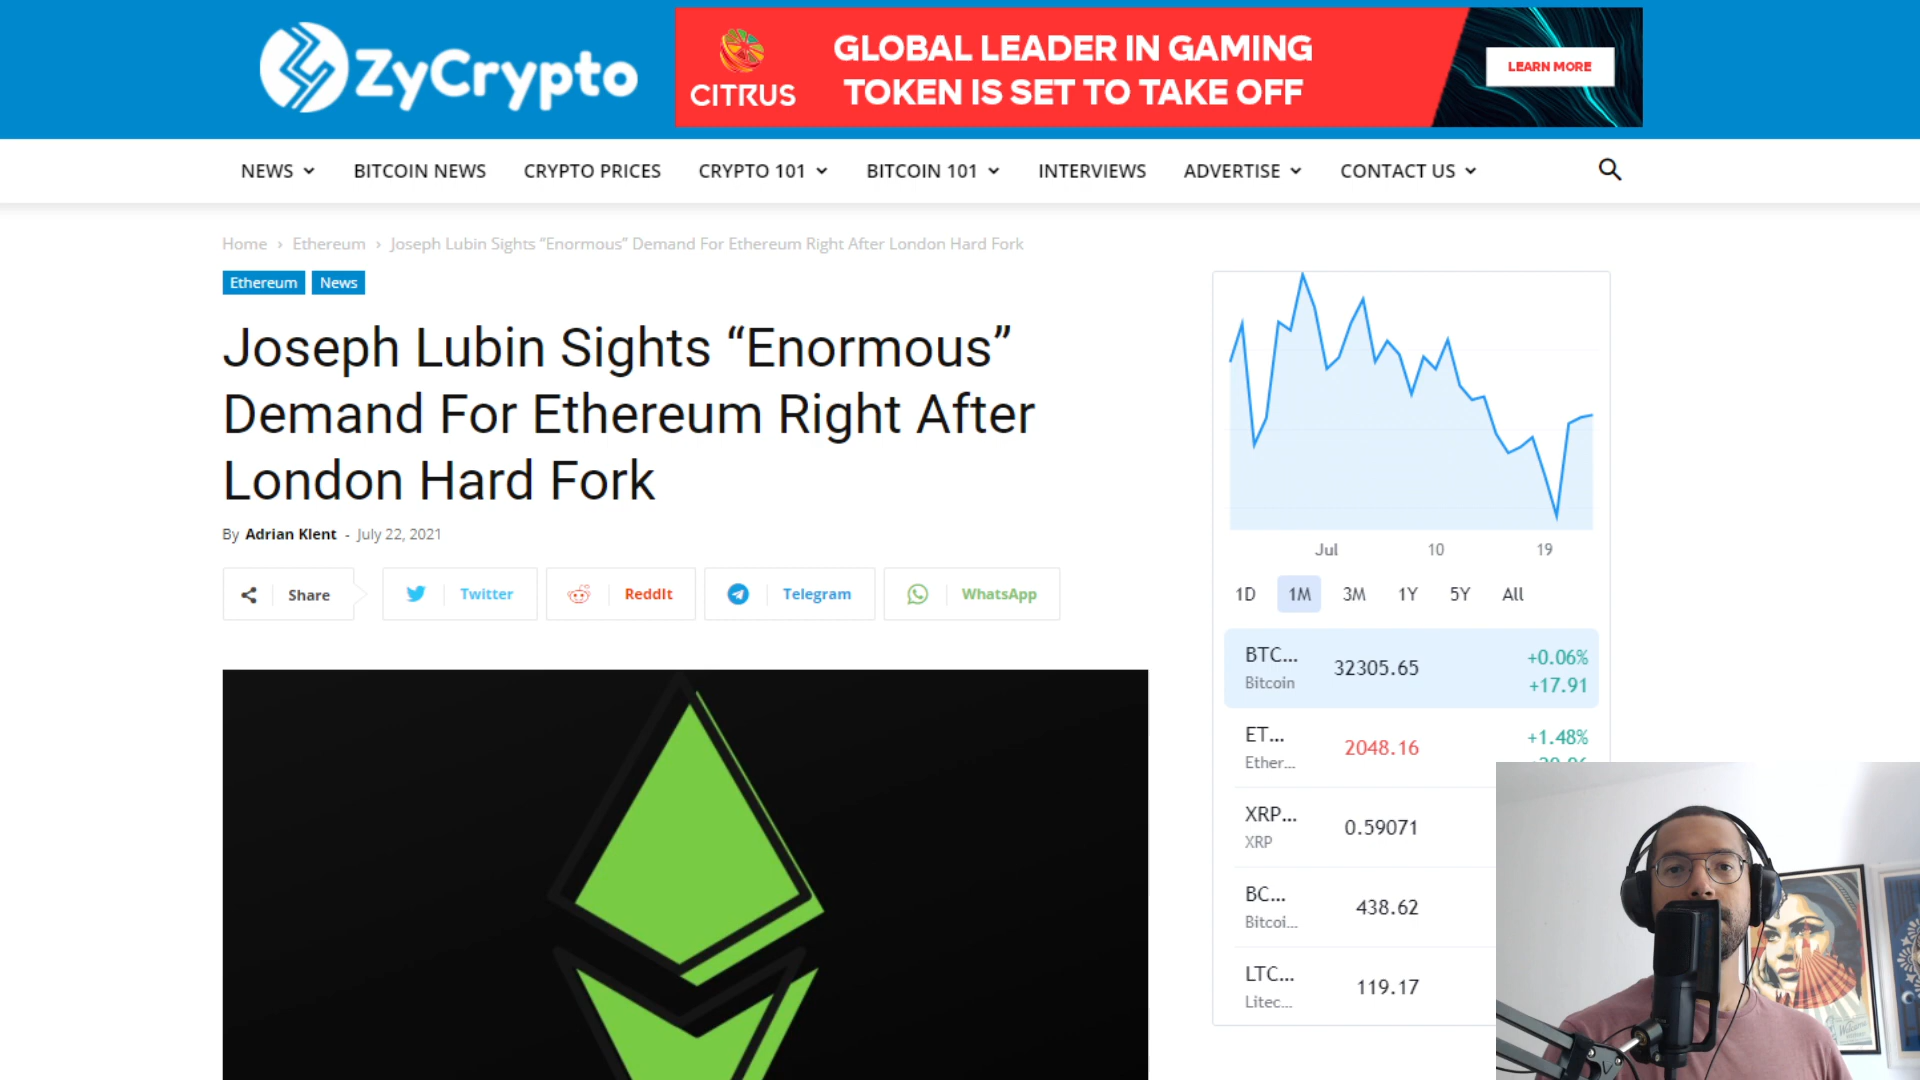 ZyCrypto
CITRUS
GLOBAL LEADER IN GAMING
TOKEN IS SET TO TAKE OFF
LEARN MORE
NEWS
BITCOIN NEWS
CRYPTO PRICES
CRYPTO 101
BITCOIN 101
INTERVIEWS
ADVERTISE
CONTACT US
Home › Ethereum › Joseph Lubin Sights “Enormous” Demand For Ethereum Right After London Hard Fork
Ethereum
News
Joseph Lubin Sights “Enormous”
Demand For Ethereum Right After
London Hard Fork
By Adrian Klent - July 22, 2021
Share
Twitter
ReddIt
Telegram
WhatsApp
Jul
10
19
1D
1M
3M
1Y
5Y
All
BTC... 32305.65 +0.06%
Bitcoin +17.91
ET... 2048.16 +1.48%
Ether...
XRP... 0.59071
XRP
BC... 438.62
Bitcoi...
LTC... 119.17
Litec...